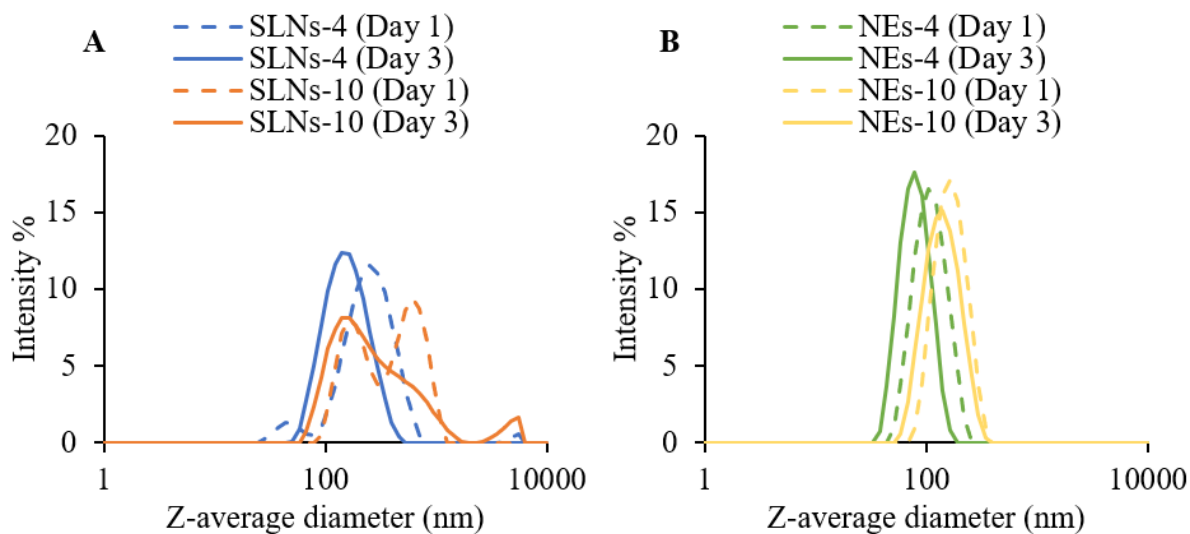 A
SLNs-4 (Day 1)
SLNs-4 (Day 3)
SLNs-10 (Day 1)
SLNs-10 (Day 3)
20
15
10
5
0
Intensity %
1
100
10000
Z-average diameter (nm)
B
NEs-4 (Day 1)
NEs-4 (Day 3)
NEs-10 (Day 1)
NEs-10 (Day 3)
20
15
10
5
0
Intensity %
1
100
10000
Z-average diameter (nm)